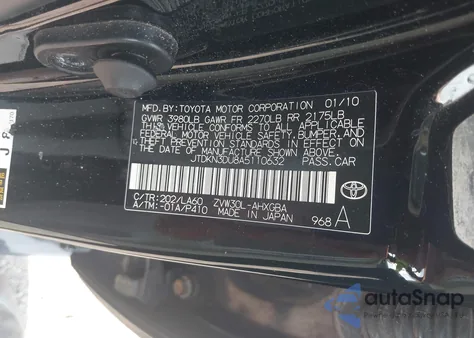 MFD.BY:TOYOTA MOTOR CORPORATION 01/10
GVWR 3980LB GAWR FR 2270LB RR 2175LB
THIS VEHICLE CONFORMS TO ALL APPLICABLE
FEDERAL MOTOR VEHICLE SAFETY, BUMPER, AND
THEFT PREVENTION STANDARDS IN EFFECT ON
THE DATE OF MANUFACTURE SHOWN ABOVE.
JTDKN3DU8A5110632 PASS.CAR
C/TR:202/LA60 ZVW30L-AHXGBA
A/TM:-01A/P410 MADE IN JAPAN
968 A
TOYOTA
autoSnap